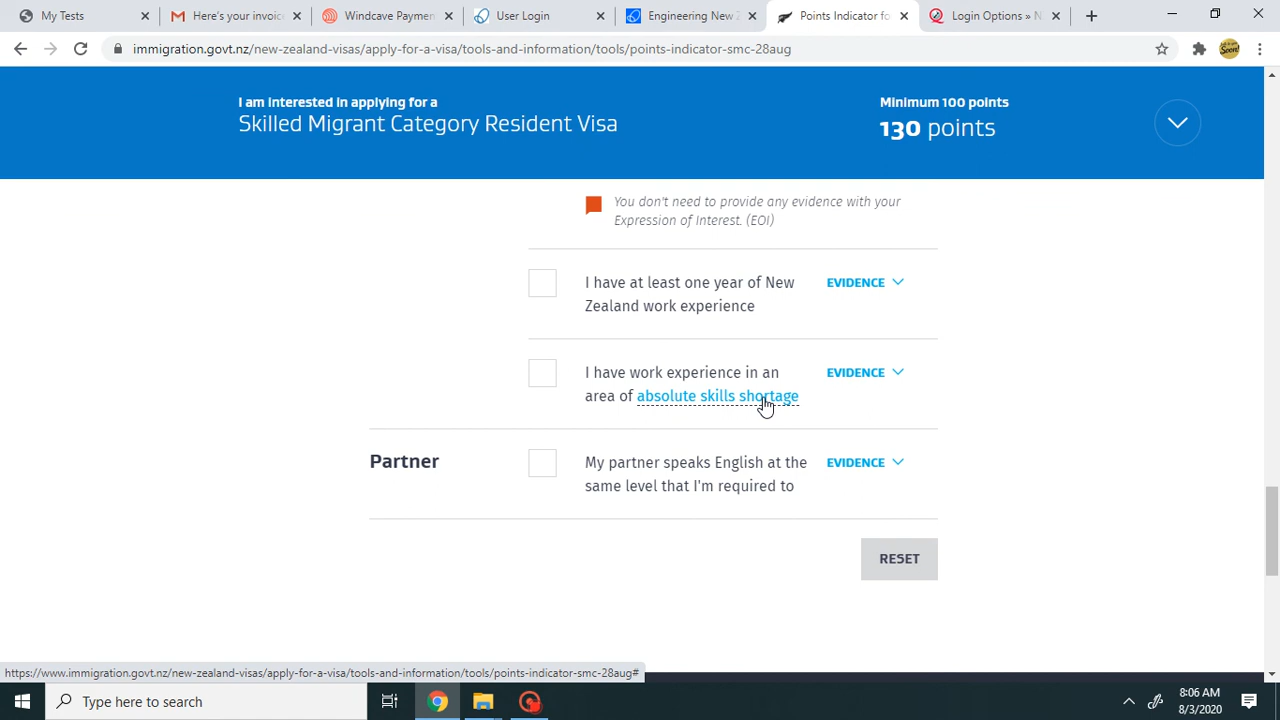 My Tests
Here's your invoic
Windcave Paymen
User Login
Engineering New Z
Points Indicator fo
Login Options » N
immigration.govt.nz/new-zealand-visas/apply-for-a-visa/tools-and-information/tools/points-indicator-smc-28aug
I am interested in applying for a
Skilled Migrant Category Resident Visa
Minimum 100 points
130 points
You don't need to provide any evidence with your
Expression of Interest. (EOI)
I have at least one year of New
Zealand work experience
EVIDENCE
I have work experience in an
area of absolute skills shortage
EVIDENCE
Partner
My partner speaks English at the
same level that I'm required to
EVIDENCE
RESET
https://www.immigration.govt.nz/new-zealand-visas/apply-for-a-visa/tools-and-information/tools/points-indicator-smc-28aug#
Type here to search
8:06 AM
8/3/2020